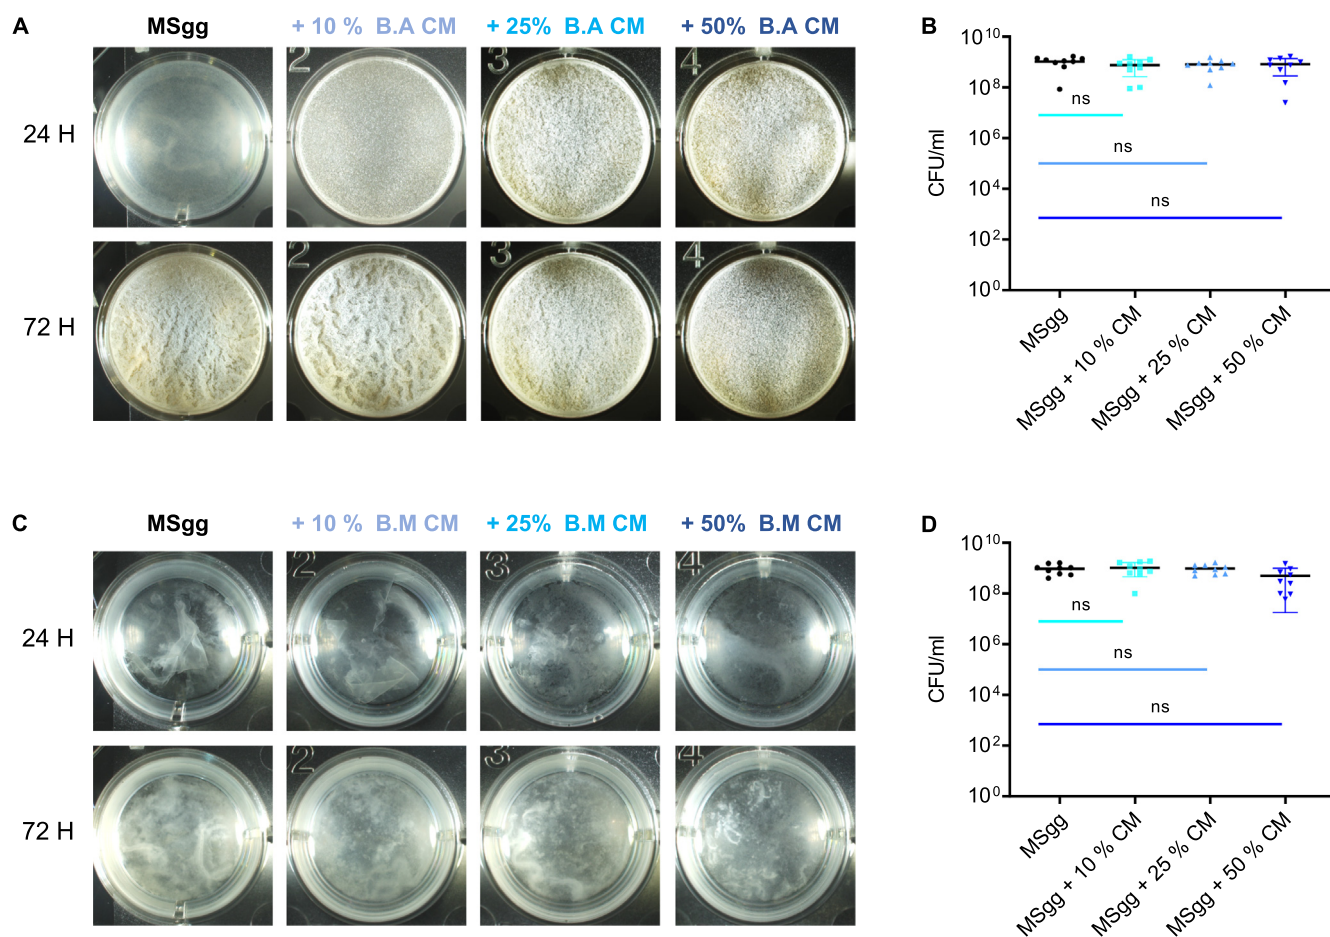 A
MSgg
+ 10 % B.A CM
+ 25% B.A CM
+ 50% B.A CM
24 H
2
3
4
72 H
2
3
4
B
CFU/ml
10^10
10^8
10^6
10^4
10^2
10^0
ns
ns
ns
MSgg
MSgg + 10 % CM
MSgg + 25 % CM
MSgg + 50 % CM
C
MSgg
+ 10 % B.M CM
+ 25% B.M CM
+ 50% B.M CM
24 H
2
3
4
72 H
2
3
4
D
CFU/ml
10^10
10^8
10^6
10^4
10^2
10^0
ns
ns
ns
MSgg
MSgg + 10 % CM
MSgg + 25 % CM
MSgg + 50 % CM